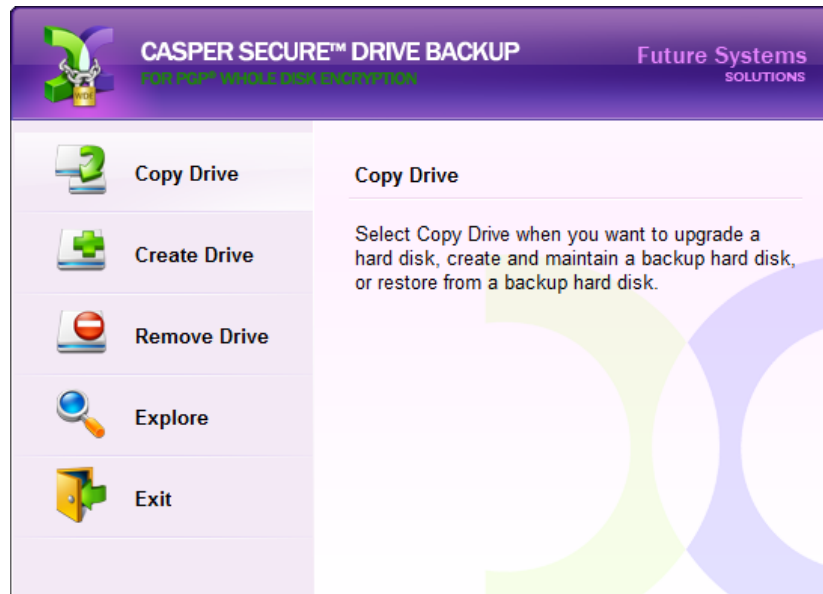 CASPER SECURE™ DRIVE BACKUP
FOR PGP® WHOLE DISK ENCRYPTION
Future Systems
SOLUTIONS
WDE
Copy Drive
Create Drive
Remove Drive
Explore
Exit
Copy Drive
Select Copy Drive when you want to upgrade a
hard disk, create and maintain a backup hard disk,
or restore from a backup hard disk.